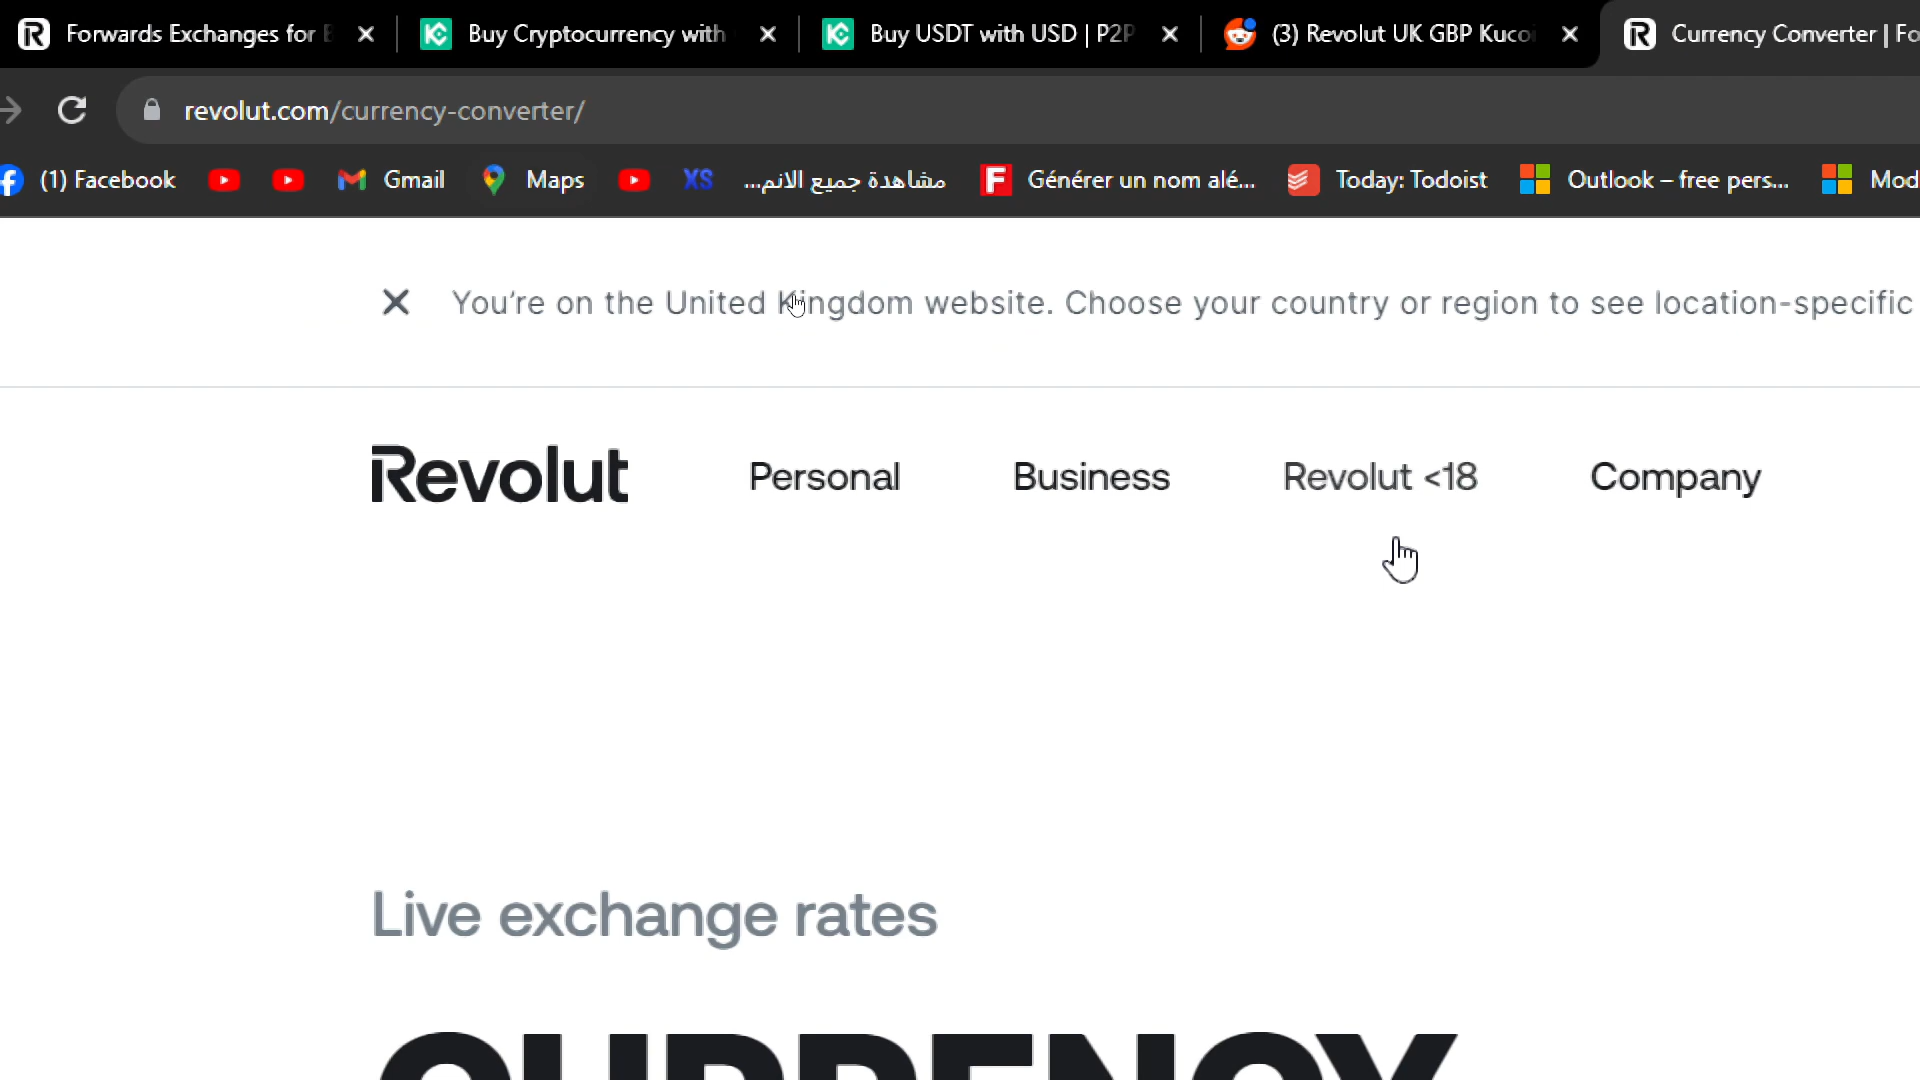 Forwards Exchanges for
Buy Cryptocurrency with
Buy USDT with USD | P2P
(3) Revolut UK GBP Kucoi
Currency Converter | Fo
revolut.com/currency-converter/
(1) Facebook
Gmail
Maps
XS
مشاهدة جميع الانم...
Générer un nom alé...
Today: Todoist
Outlook – free pers...
Mod
You're on the United Kingdom website. Choose your country or region to see location-specific
Revolut
Personal
Business
Revolut <18
Company
Live exchange rates
CURRENCY